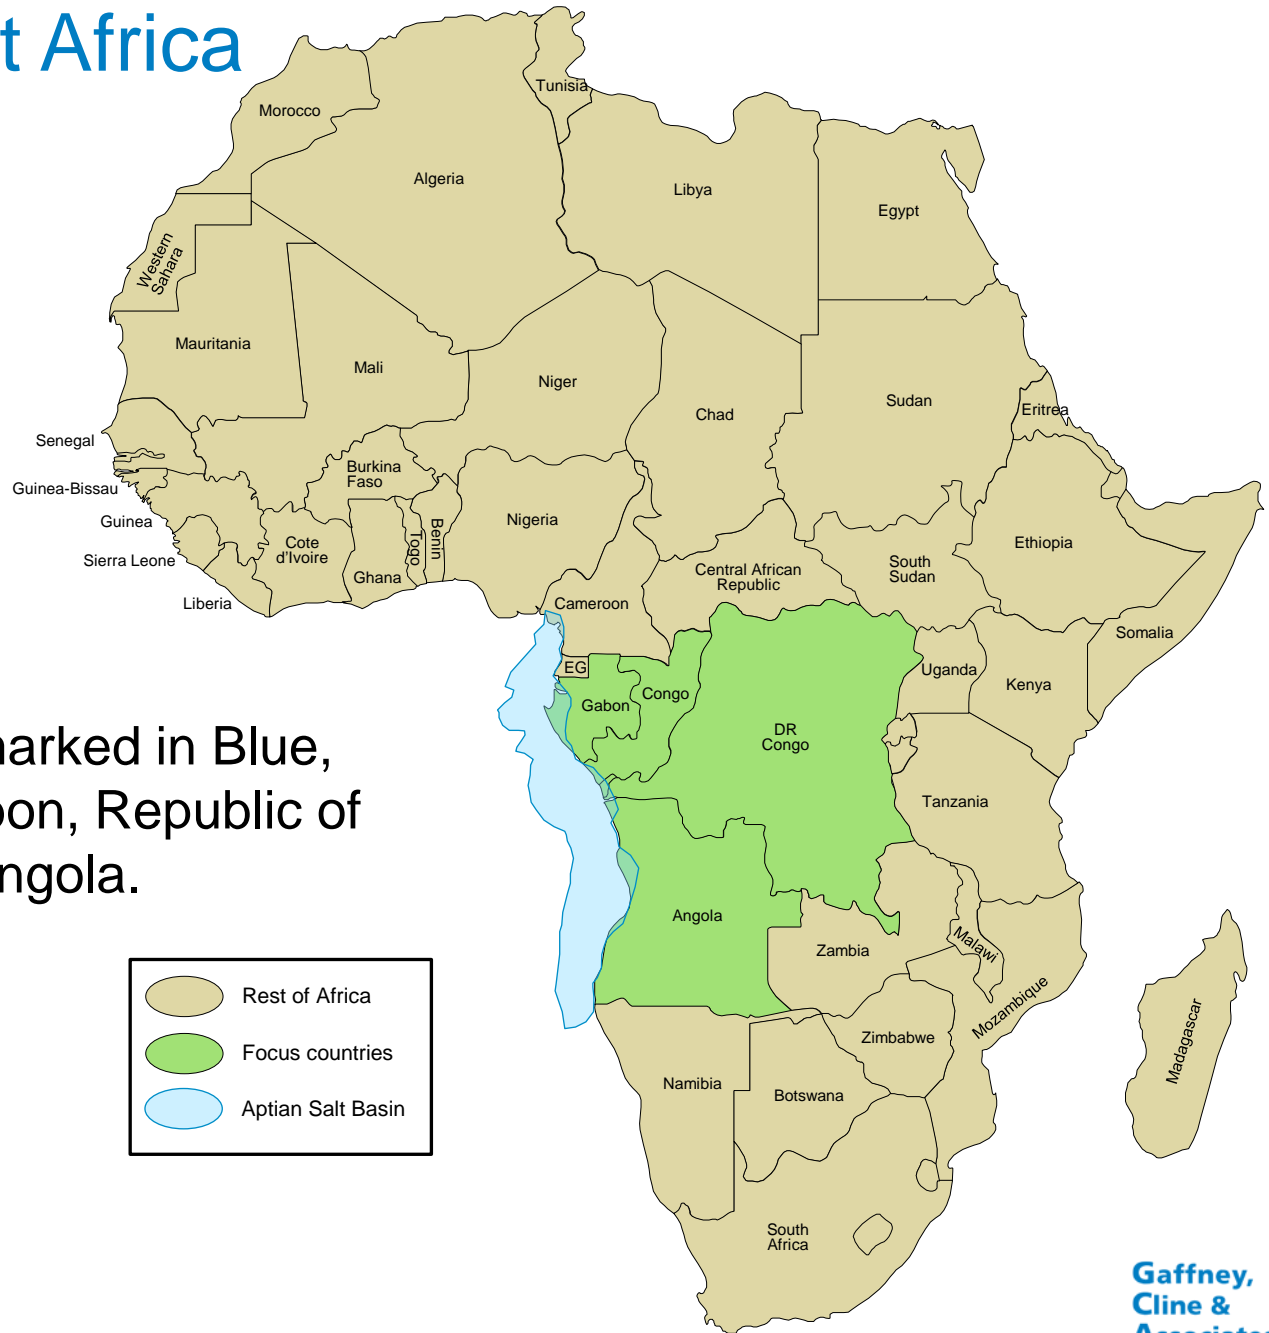 t Africa
Tunisia
Morocco
Algeria
Libya
Egypt
Western
Sahara
Mauritania
Mali
Niger
Chad
Sudan
Eritrea
Senegal
Burkina
Faso
Guinea-Bissau
Guinea
Nigeria
Benin
Togo
Cote
d'Ivoire
Ghana
Sierra Leone
Liberia
Ethiopia
South
Sudan
Central African
Republic
Cameroon
Somalia
EG
Uganda
Kenya
Gabon
Congo
DR
Congo
Tanzania
marked in Blue,
oon, Republic of
ngola.
Angola
Zambia
Malawi
Mozambique
Madagascar
Zimbabwe
Namibia
Botswana
South
Africa
Rest of Africa
Focus countries
Aptian Salt Basin
Gaffney,
Cline &
Associates